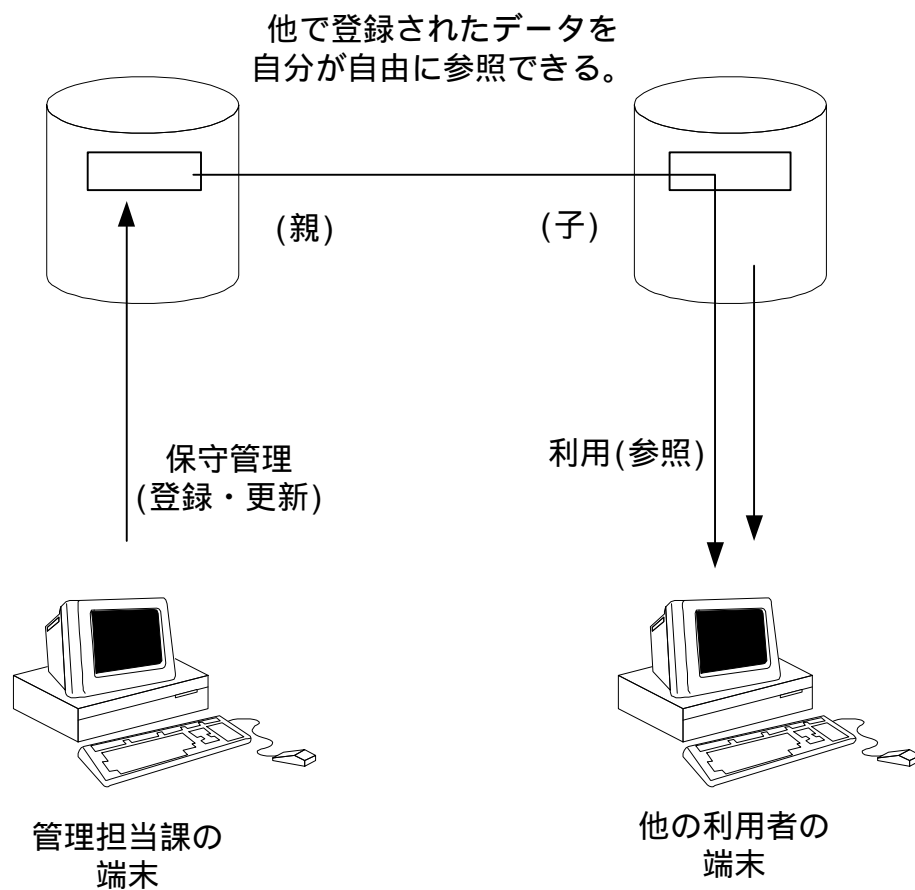 他で登録されたデータを
自分が自由に参照できる。
(親)
(子)
保守管理
(登録・更新)
利用(参照)
管理担当課の
端末
他の利用者の
端末